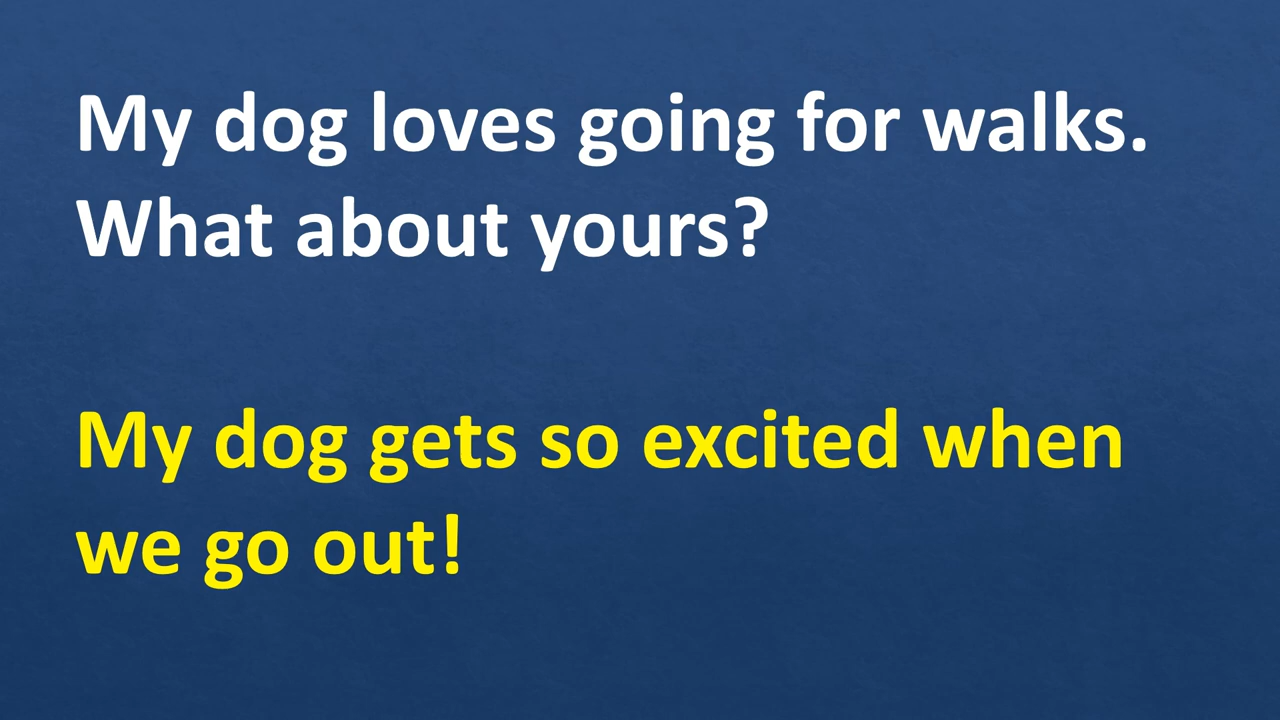 My dog loves going for walks.
What about yours?
My dog gets so excited when
we go out!